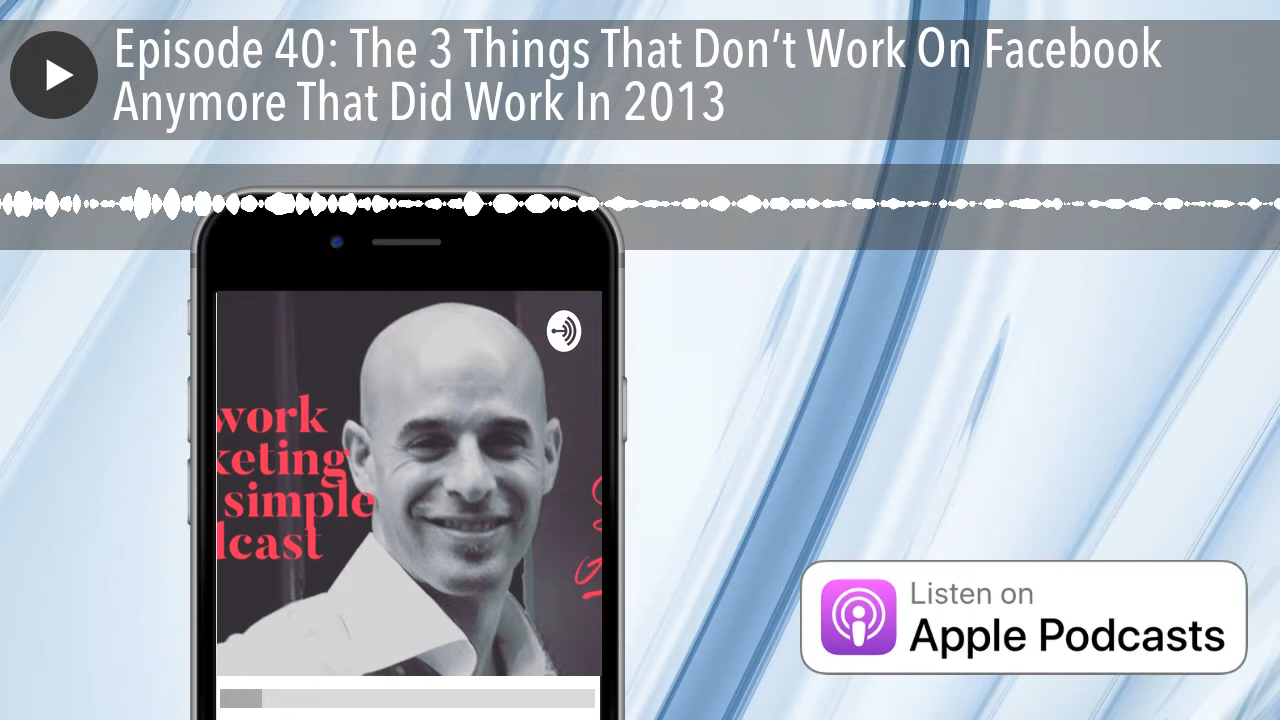 Episode 40: The 3 Things That Don’t Work On Facebook
Anymore That Did Work In 2013
work
keting
simple
dcast
Listen on
Apple Podcasts